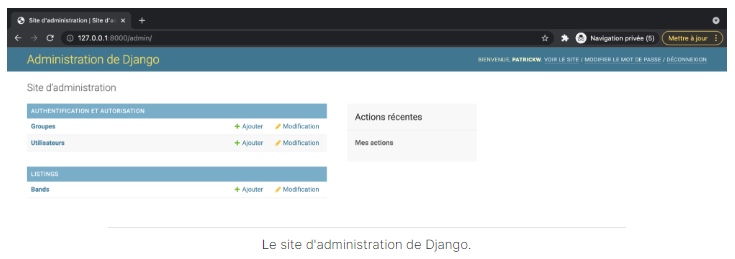 Site d'administration | Site d'a
127.0.0.1:8000/admin/
Navigation privée (5)
Mettre à jour
Administration de Django
BIENVENUE, PATRICKW. VOIR LE SITE / MODIFIER LE MOT DE PASSE / DÉCONNEXION
Site d'administration
AUTHENTIFICATION ET AUTORISATION
Groupes + Ajouter Modification
Utilisateurs + Ajouter Modification
LISTINGS
Bands + Ajouter Modification
Actions récentes
Mes actions
Le site d'administration de Django.